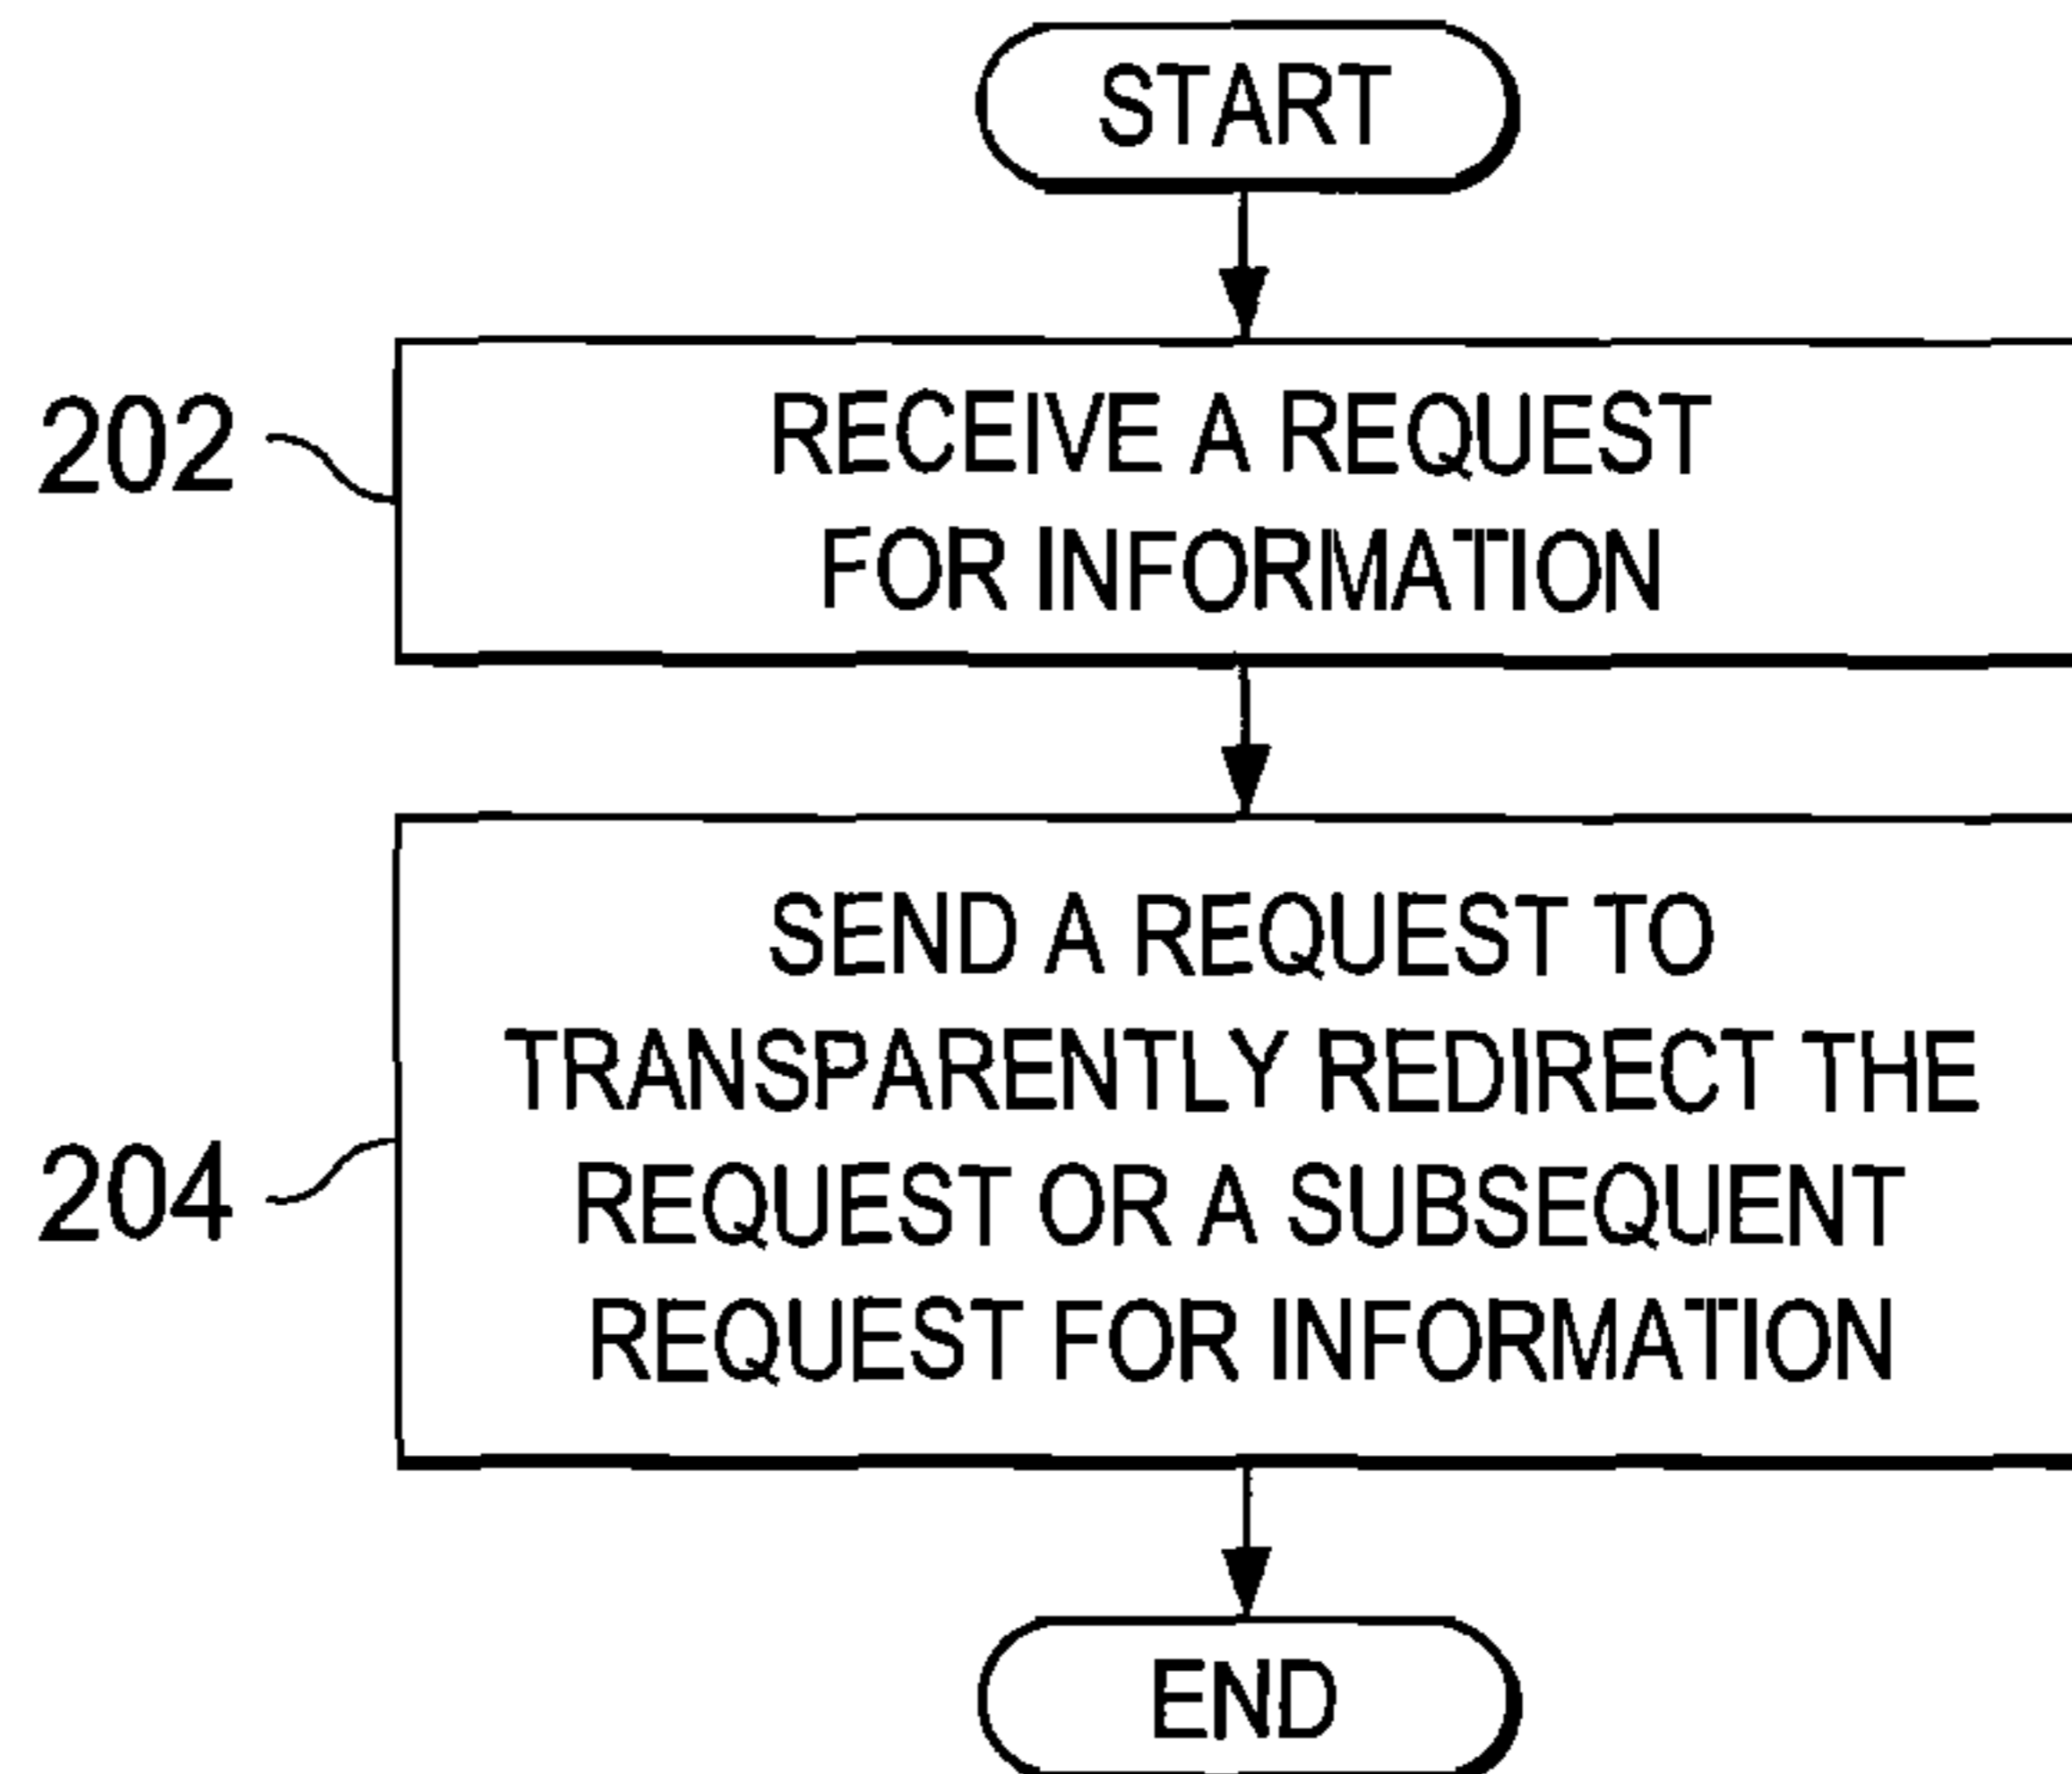 START
202
RECEIVE A REQUEST
FOR INFORMATION
204
SEND A REQUEST TO
TRANSPARENTLY REDIRECT THE
REQUEST OR A SUBSEQUENT
REQUEST FOR INFORMATION
END